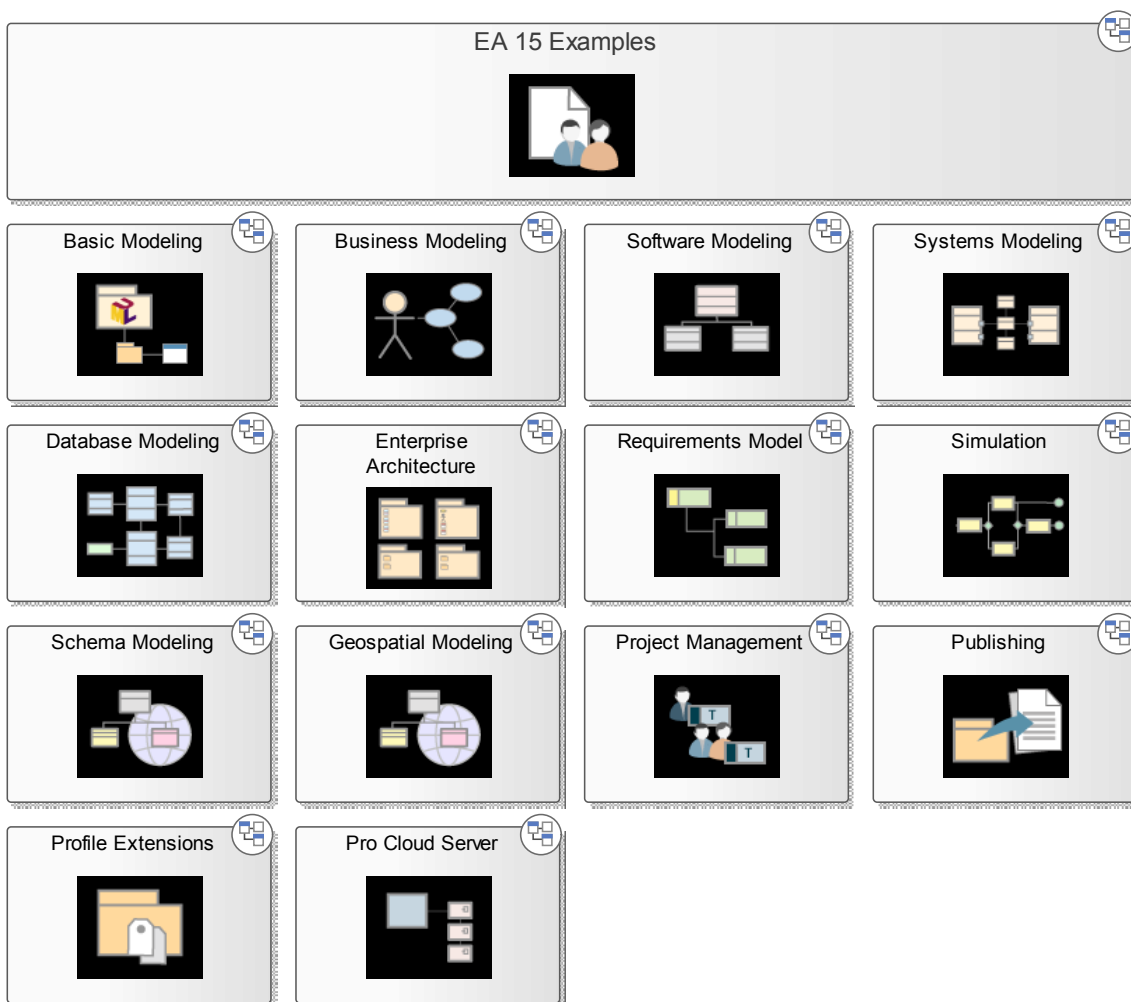 EA 15 Examples
Basic Modeling
Business Modeling
Software Modeling
Systems Modeling
UML
Database Modeling
Enterprise
Architecture
Requirements Model
Simulation
Schema Modeling
Geospatial Modeling
Project Management
Publishing
T
T
Profile Extensions
Pro Cloud Server